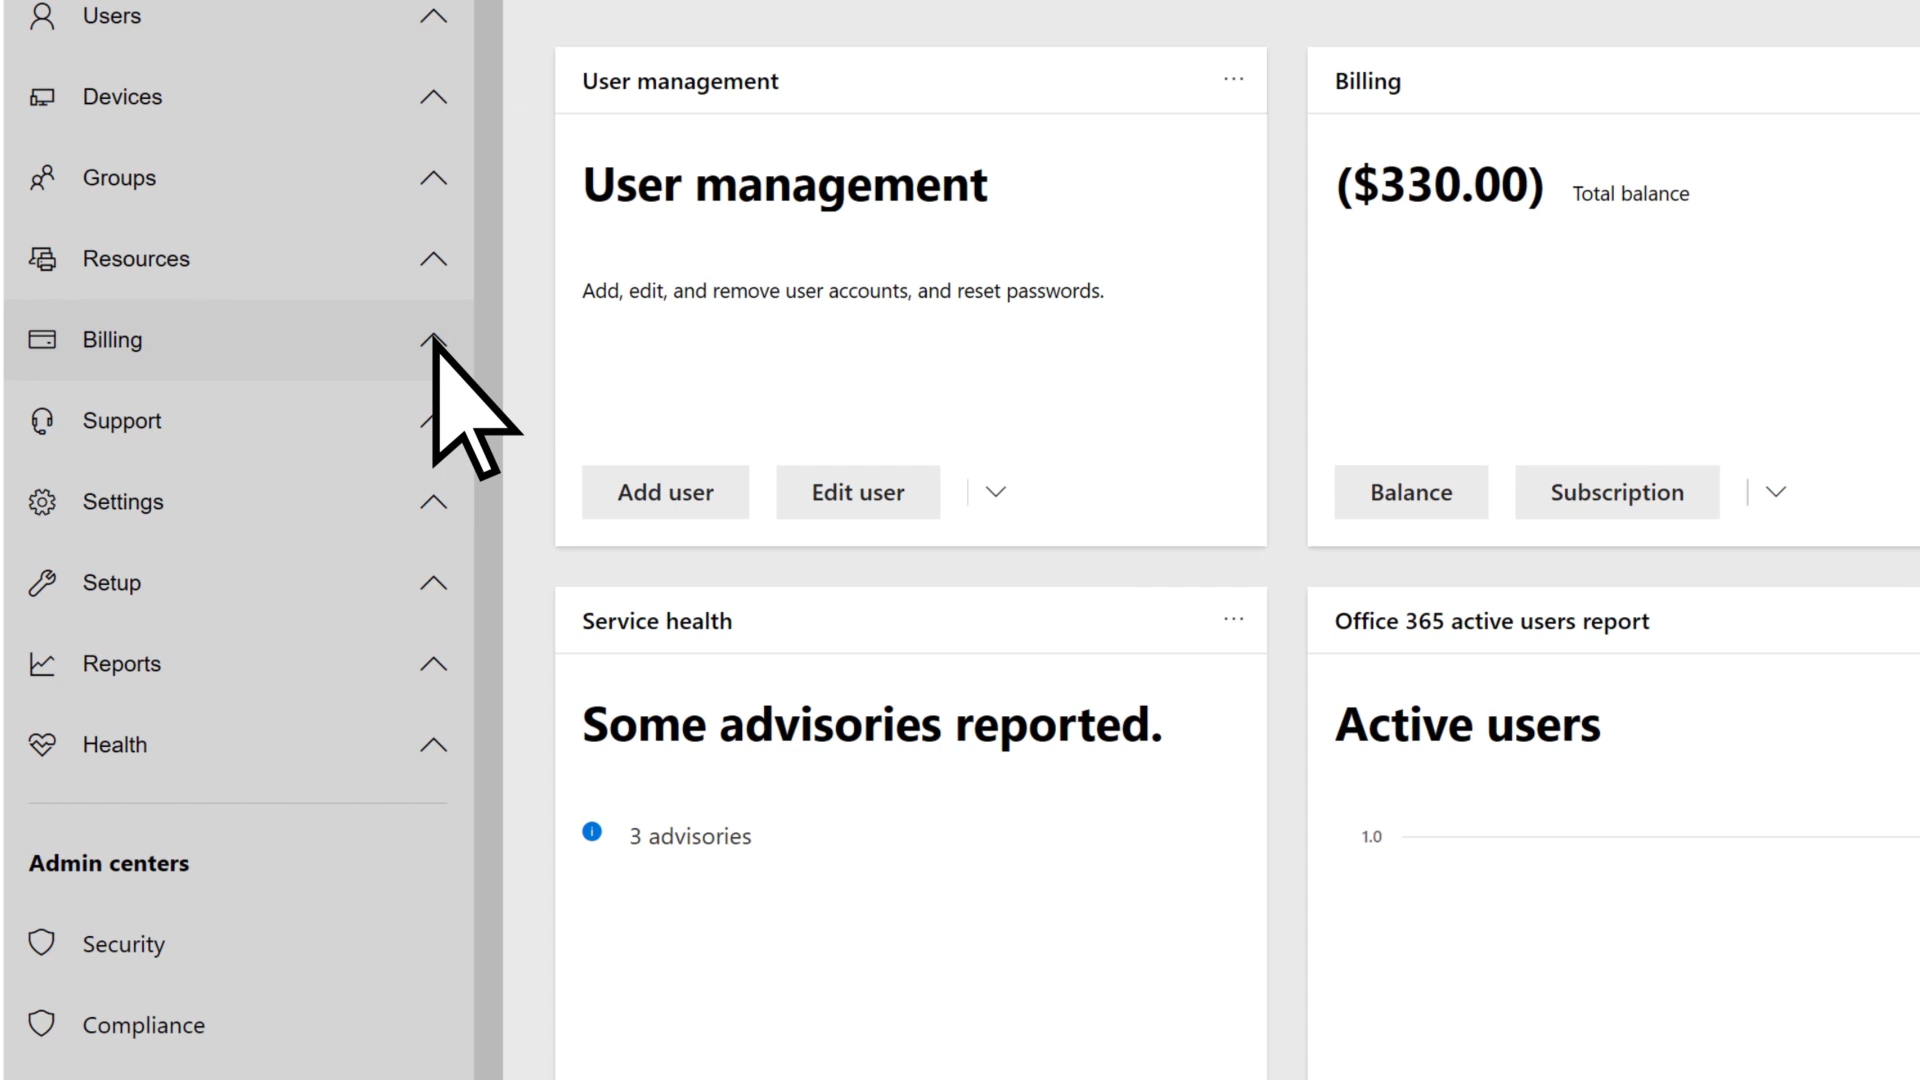 Users
Devices
Groups
Resources
Billing
Support
Settings
Setup
Reports
Health
Admin centers
Security
Compliance
User management
User management
Add, edit, and remove user accounts, and reset passwords.
Add user
Edit user
Billing
($330.00) Total balance
Balance
Subscription
Service health
Some advisories reported.
3 advisories
Office 365 active users report
Active users
1.0